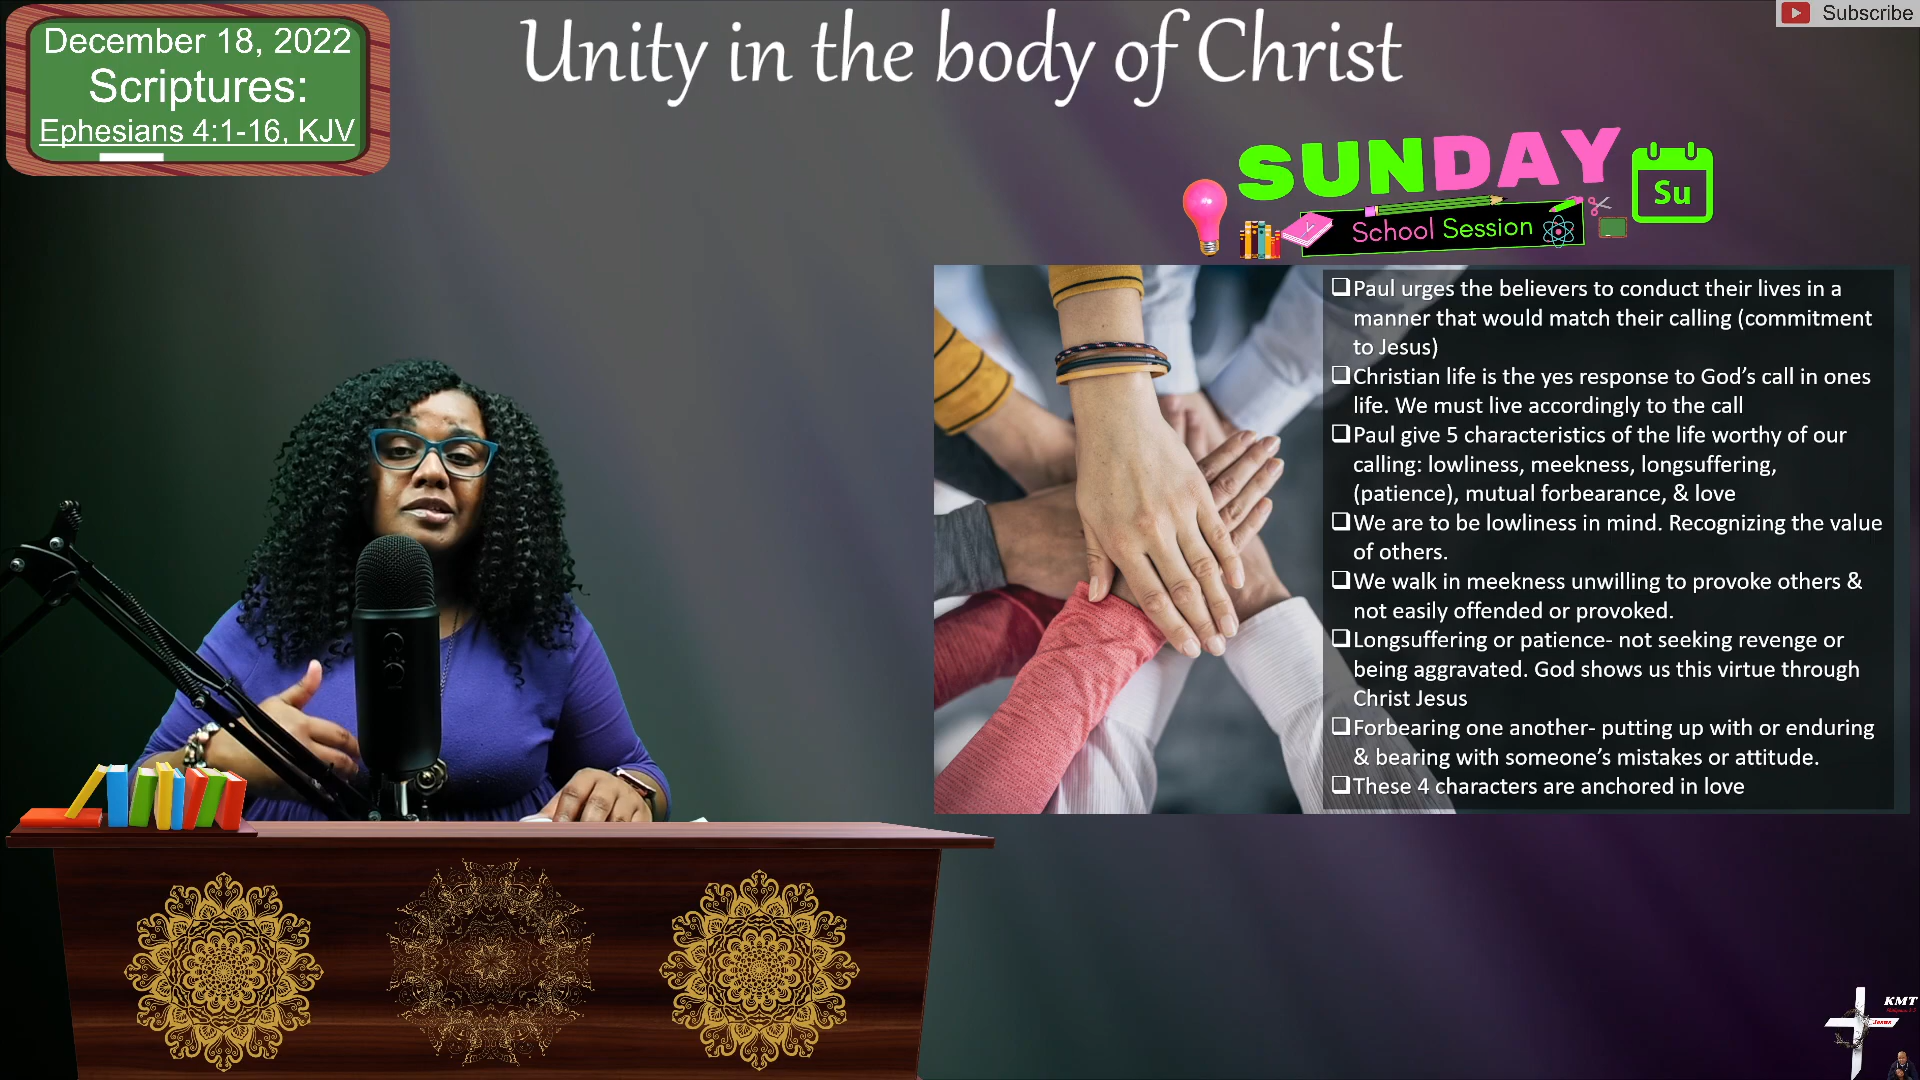 December 18, 2022
Scriptures:
Ephesians 4:1-16, KJV
Unity in the body of Christ
Subscribe
SUNDAY
Su
School Session
❑Paul urges the believers to conduct their lives in a
manner that would match their calling (commitment
to Jesus)
❑Christian life is the yes response to God’s call in ones
life. We must live accordingly to the call
❑Paul give 5 characteristics of the life worthy of our
calling: lowliness, meekness, longsuffering,
(patience), mutual forbearance, & love
❑We are to be lowliness in mind. Recognizing the value
of others.
❑We walk in meekness unwilling to provoke others &
not easily offended or provoked.
❑Longsuffering or patience- not seeking revenge or
being aggravated. God shows us this virtue through
Christ Jesus
❑Forbearing one another- putting up with or enduring
& bearing with someone’s mistakes or attitude.
❑These 4 characters are anchored in love
KMT
Jesus